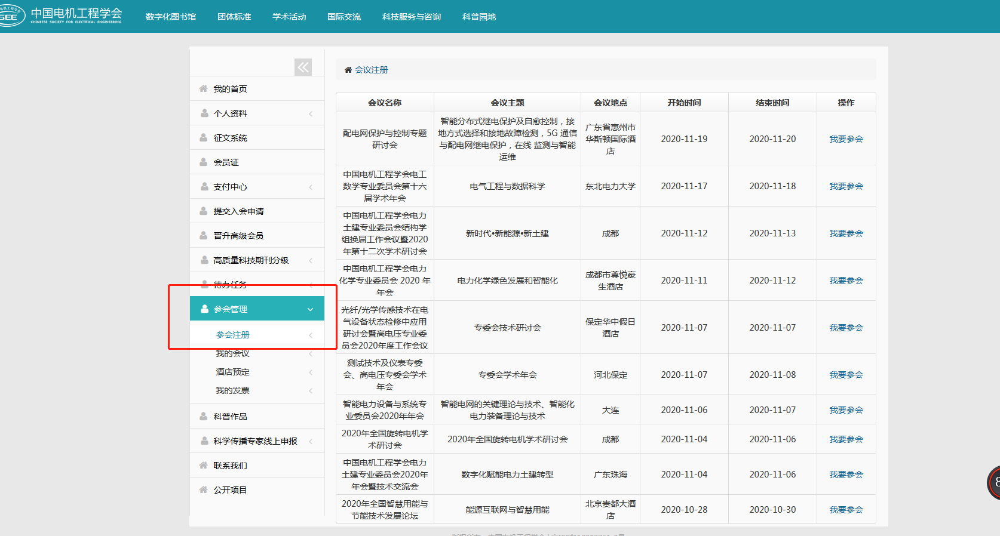 中国电机工程学会
CHINESE SOCIETY FOR ELECTRICAL ENGINEERING
数字化图书馆 团体标准 学术活动 国际交流 科技服务与咨询 科普园地
我的首页
个人资料
征文系统
会员证
支付中心
提交入会申请
晋升高级会员
高质量科技期刊分级
待办任务
参会管理
参会注册
我的会议
酒店预定
我的发票
科普作品
科学传播专家线上申报
联系我们
公开项目
会议注册
会议名称 会议主题 会议地点 开始时间 结束时间 操作
配电网保护与控制专题
研讨会
智能分布式继电保护及自愈控制，接
地方式选择和接地故障检测，5G 通信
与配电网继电保护，在线 监测与智能
运维
广东省惠州市
华斯顿国际酒
店
2020-11-19 2020-11-20 我要参会
中国电机工程学会电工
数学专业委员会第十六
届学术年会
电气工程与数据科学
东北电力大学
2020-11-17 2020-11-18 我要参会
中国电机工程学会电力
土建专业委员会结构学
组换届工作会议暨2020
年第十二次学术研讨会
新时代•新能源•新土建
成都
2020-11-12 2020-11-13 我要参会
中国电机工程学会电力
化学专业委员会 2020 年
年会
电力化学绿色发展和智能化
成都市尊悦豪
生酒店
2020-11-11 2020-11-12 我要参会
光纤/光学传感技术在电
气设备状态检修中应用
研讨会暨高电压专业委
员会2020年度工作会议
专委会技术研讨会
保定华中假日
酒店
2020-11-07 2020-11-07 我要参会
测试技术及仪表专委
会、高电压专委会学术
年会
专委会学术年会
河北保定
2020-11-07 2020-11-08 我要参会
智能电力设备与系统专
业委员会2020年年会
智能电网的关键理论与技术、智能化
电力装备理论与技术
大连
2020-11-06 2020-11-07 我要参会
2020年全国旋转电机学
术研讨会
2020年全国旋转电机学术研讨会
成都
2020-11-04 2020-11-06 我要参会
中国电机工程学会电力
土建专业委员会2020年
年会暨技术交流会
数字化赋能电力土建转型
广东珠海
2020-11-04 2020-11-06 我要参会
2020年全国智慧用能与
节能技术发展论坛
能源互联网与智慧用能
北京贵都大酒
店
2020-10-28 2020-10-30 我要参会